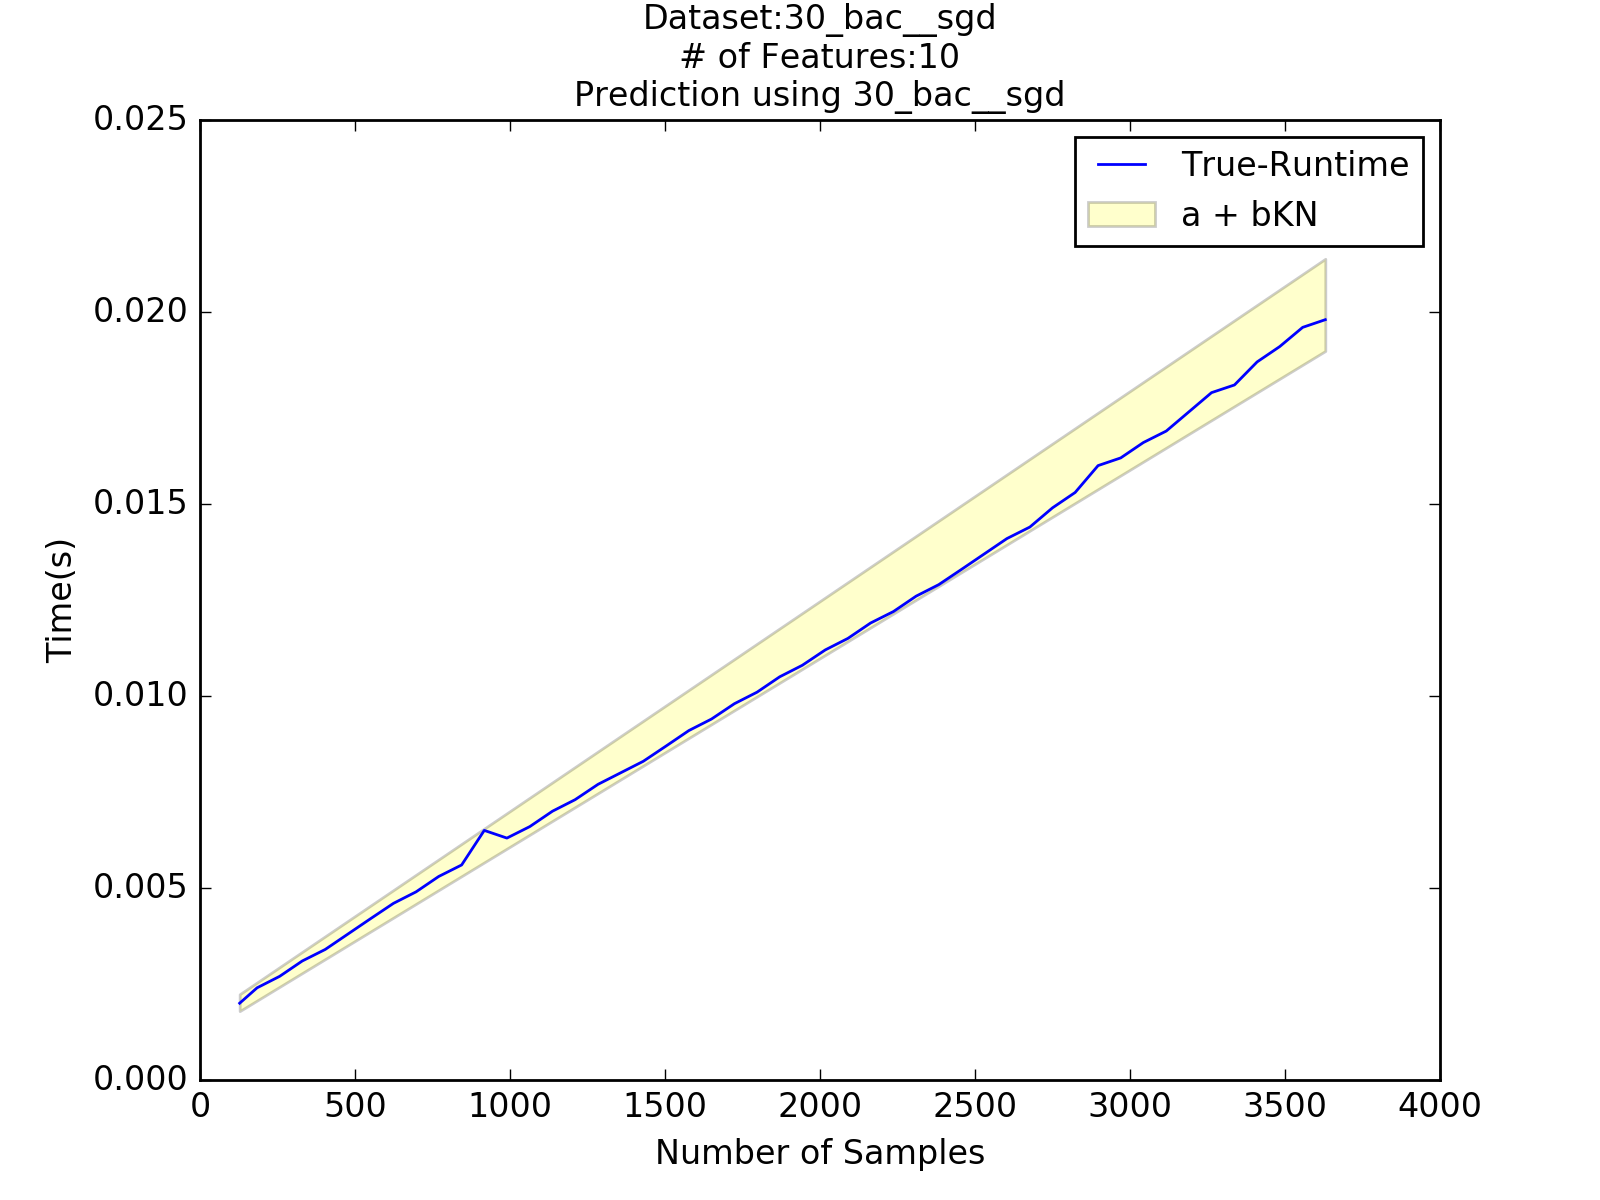 Dataset:30_bac__sgd
# of Features:10
Prediction using 30_bac__sgd
True-Runtime
a + bKN
0.025
0.020
0.015
0.010
0.005
0.000
Time(s)
0 500 1000 1500 2000 2500 3000 3500 4000
Number of Samples